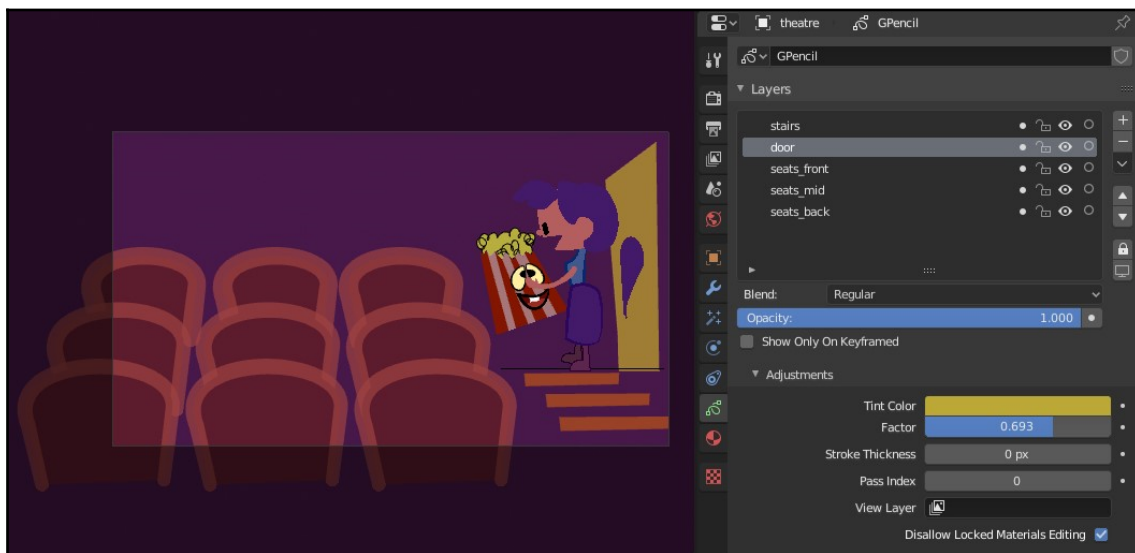 theatre GPencil
GPencil
Layers
stairs
door
seats_front
seats_mid
seats_back
Blend: Regular
Opacity: 1.000
Show Only On Keyframed
Adjustments
Tint Color
Factor 0.693
Stroke Thickness 0 px
Pass Index 0
View Layer
Disallow Locked Materials Editing